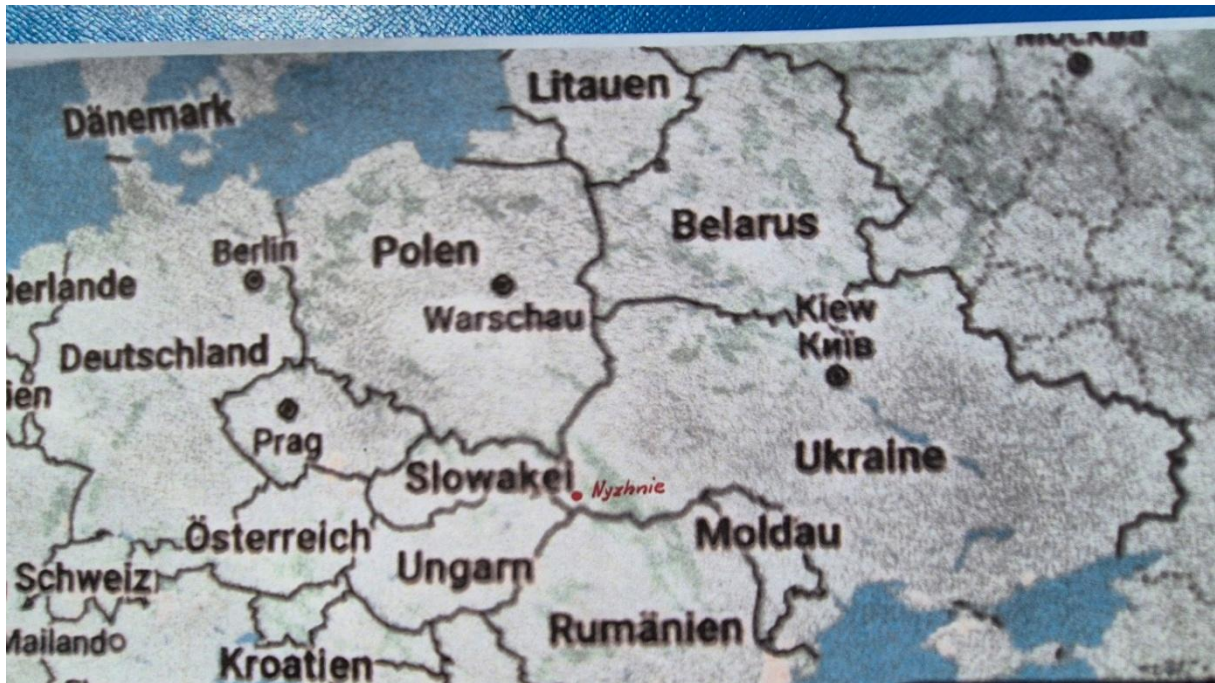 Москва
Litauen
Dänemark
Belarus
Berlin
Polen
derlande
Warschau
Kiew
Київ
Deutschland
ien
Prag
Slowakei
Nyzhnie
Ukraine
Österreich
Moldau
Ungarn
Schweiz
Mailand
Rumänien
Kroatien